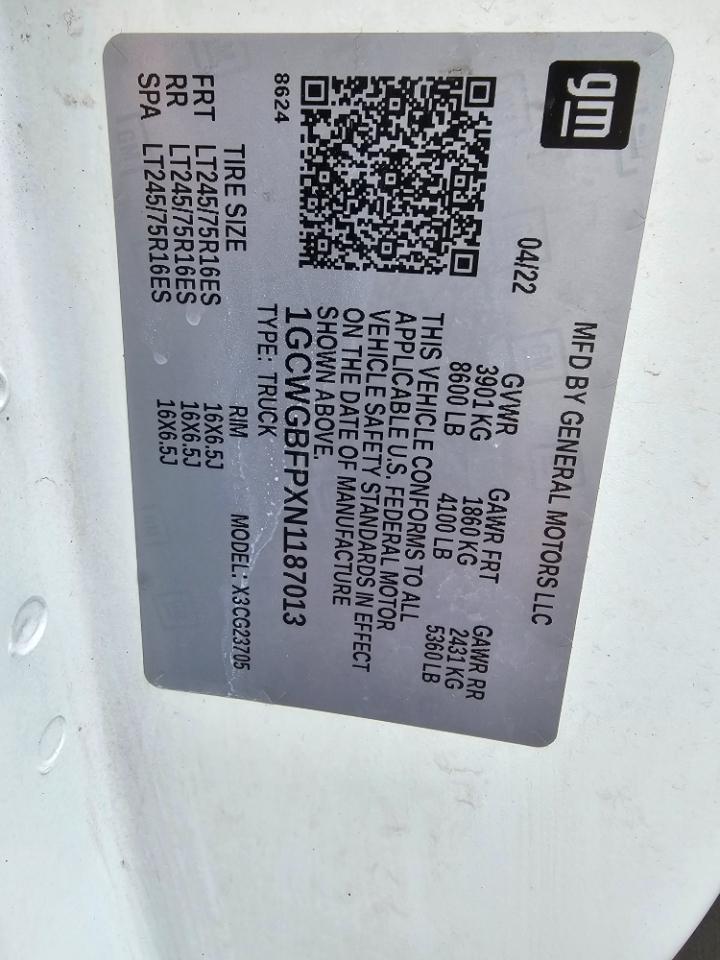 gm
MFD BY GENERAL MOTORS LLC
04/22
GVWR GAWR FRT GAWR RR
3901 KG 1860 KG 2431 KG
8600 LB 4100 LB 5360 LB
THIS VEHICLE CONFORMS TO ALL
APPLICABLE U.S. FEDERAL MOTOR
VEHICLE SAFETY STANDARDS IN EFFECT
ON THE DATE OF MANUFACTURE
SHOWN ABOVE.
1GCWGBFPXN1187013
8624
TYPE: TRUCK
TIRE SIZE RIM MODEL: X3CG23705
FRT LT245/75R16ES 16X6.5J
RR LT245/75R16ES 16X6.5J
SPA LT245/75R16ES 16X6.5J